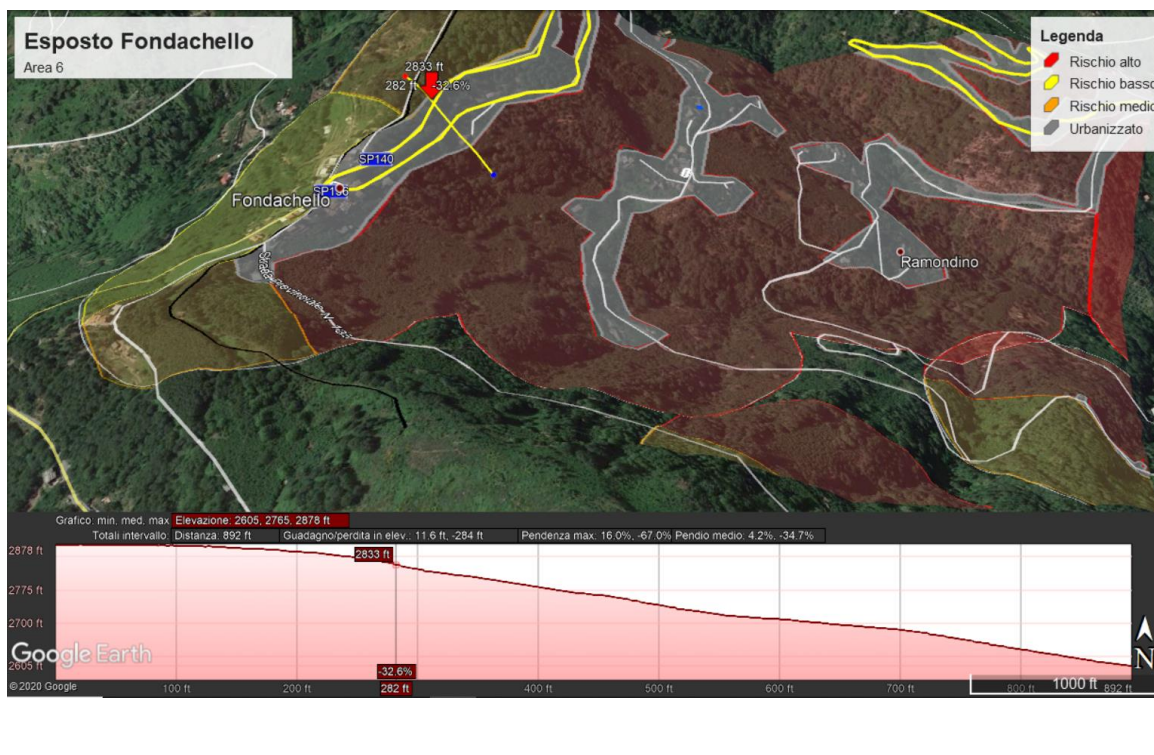 Esposto Fondachello
Area 6
Legenda
Rischio alto
Rischio basso
Rischio medio
Urbanizzato
2833 ft
282 ft
-32.6%
SP140
Fondachello
Ramondino
Grafico: min. med. max Elevazione: 2605, 2765, 2878 ft
Totali intervallo: Distanza: 892 ft Guadagno/perdita in elev.: 11.6 ft, -284 ft Pendenza max: 16.0%, -67.0% Pendio medio: 4.2%, -34.7%
2878 ft
2833 ft
2775 ft
2700 ft
Google Earth
2605 ft
-32.6%
N
© 2020 Google
100 ft 200 ft 282 ft 400 ft 500 ft 600 ft 700 ft 800 ft 1000 ft 892 ft